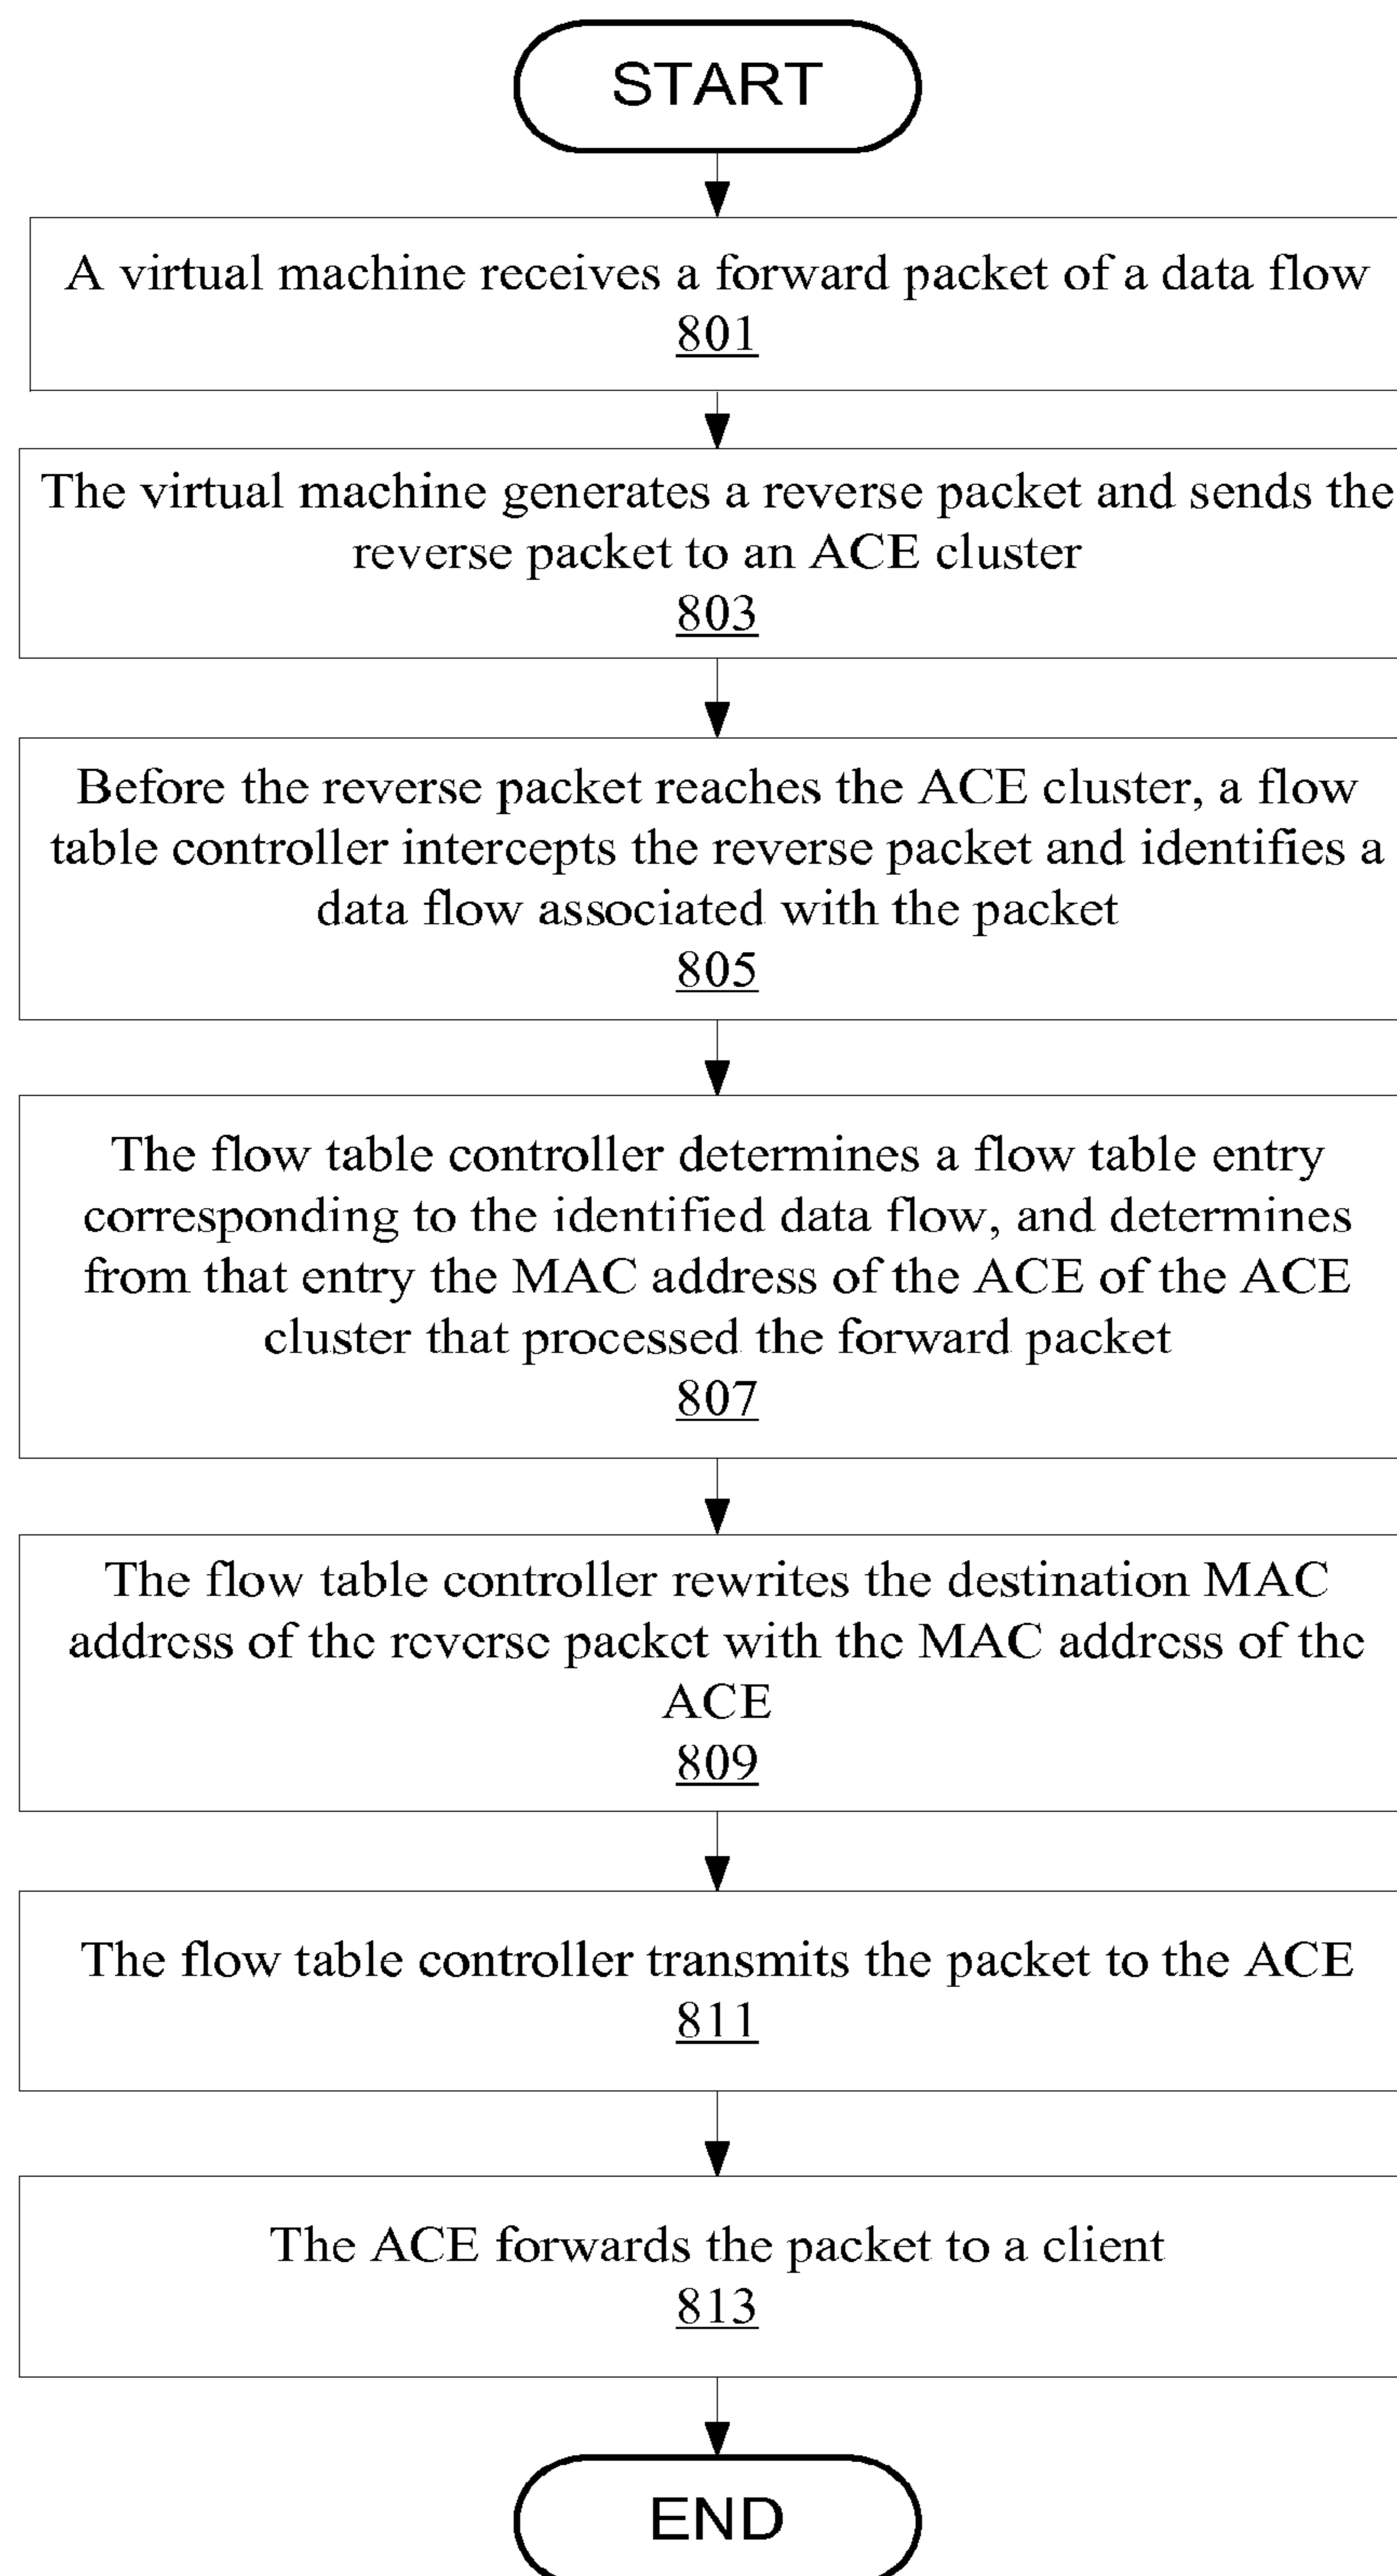 START
A virtual machine receives a forward packet of a data flow
801
The virtual machine generates a reverse packet and sends the
reverse packet to an ACE cluster
803
Before the reverse packet reaches the ACE cluster, a flow
table controller intercepts the reverse packet and identifies a
data flow associated with the packet
805
The flow table controller determines a flow table entry
corresponding to the identified data flow, and determines
from that entry the MAC address of the ACE of the ACE
cluster that processed the forward packet
807
The flow table controller rewrites the destination MAC
address of the reverse packet with the MAC address of the
ACE
809
The flow table controller transmits the packet to the ACE
811
The ACE forwards the packet to a client
813
END